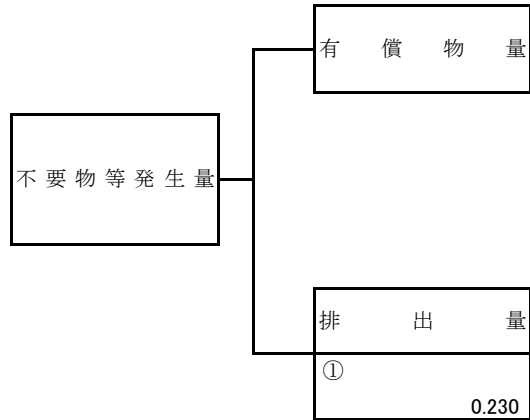 有償物量
不要物等発生量
排出量
①
0.230